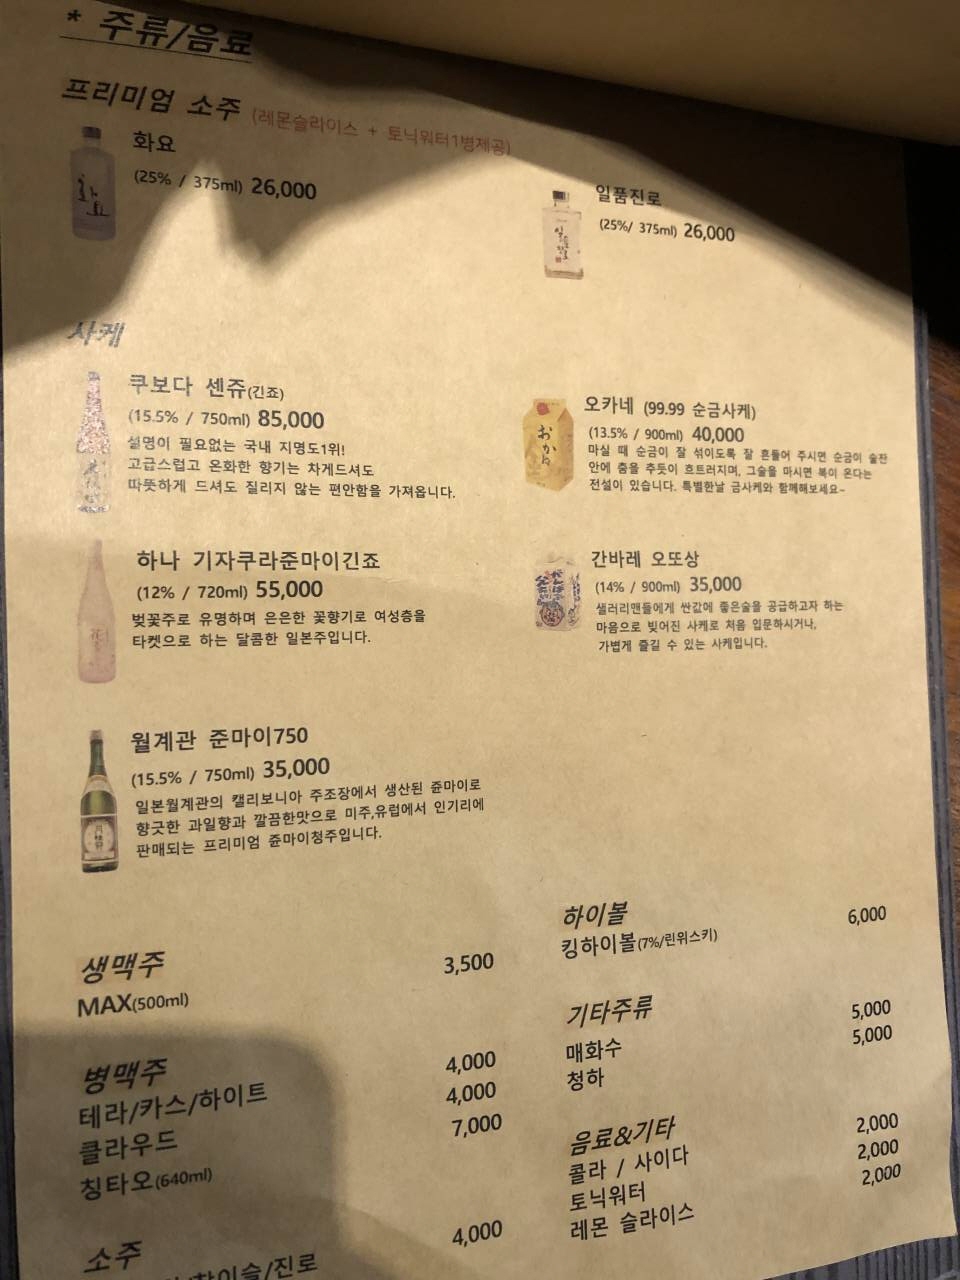 * 주류/음료
프리미엄 소주 (레몬슬라이스 + 토닉워터1병제공)
화요
(25% / 375ml) 26,000
일품진로
(25%/ 375ml) 26,000
사케
쿠보다 센쥬(긴죠)
(15.5% / 750ml) 85,000
설명이 필요없는 국내 지명도1위!
고급스럽고 온화한 향기는 차게드셔도
따뜻하게 드셔도 질리지 않는 편안함을 가져옵니다.
오카네 (99.99 순금사케)
(13.5% / 900ml) 40,000
마실 때 순금이 잘 섞이도록 잘 흔들어 주시면 순금이 술잔
안에 춤을 추듯이 흐트러지며, 그술을 마시면 복이 온다는
전설이 있습니다. 특별한날 금사케와 함께해보세요~
おかね
하나 기자쿠라준마이긴죠
(12% / 720ml) 55,000
벚꽃주로 유명하며 은은한 꽃향기로 여성층을
타켓으로 하는 달콤한 일본주입니다.
간바레 오또상
(14% / 900ml) 35,000
샐러리맨들에게 싼값에 좋은술을 공급하고자 하는
마음으로 빚어진 사케로 처음 입문하시거나,
가볍게 즐길 수 있는 사케입니다.
월계관 준마이750
(15.5% / 750ml) 35,000
일본월계관의 캘리보니아 주조장에서 생산된 쥰마이로
향긋한 과일향과 깔끔한맛으로 미주,유럽에서 인기리에
판매되는 프리미엄 쥰마이청주입니다.
생맥주
MAX(500ml) 3,500
병맥주
테라/카스/하이트 4,000
클라우드 4,000
칭타오(640ml) 7,000
소주
참이슬/진로 4,000
하이볼
킹하이볼(7%/린위스키) 6,000
기타주류
매화수 5,000
청하 5,000
음료&기타
콜라 / 사이다 2,000
토닉워터 2,000
레몬 슬라이스 2,000